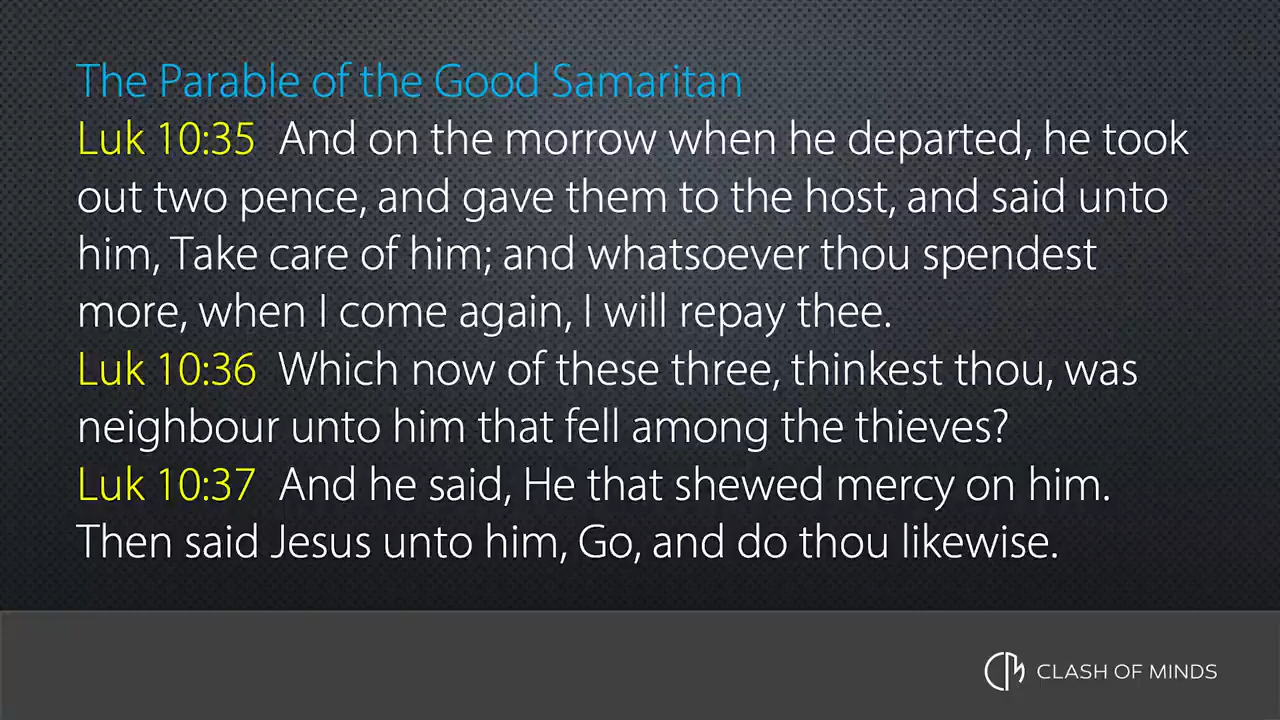 The Parable of the Good Samaritan
Luk 10:35 And on the morrow when he departed, he took
out two pence, and gave them to the host, and said unto
him, Take care of him; and whatsoever thou spendest
more, when I come again, I will repay thee.
Luk 10:36 Which now of these three, thinkest thou, was
neighbour unto him that fell among the thieves?
Luk 10:37 And he said, He that shewed mercy on him.
Then said Jesus unto him, Go, and do thou likewise.
CLASH OF MINDS